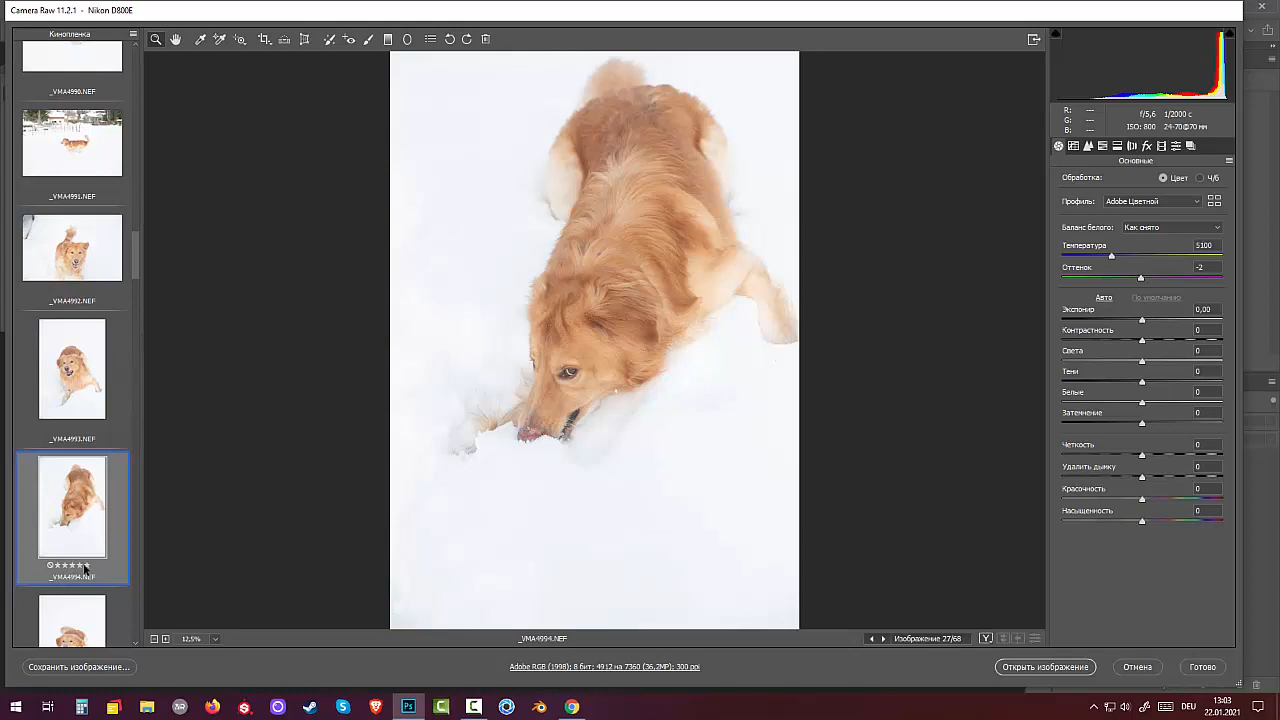 Camera Raw 11.2.1 - Nikon D800E
Кинопленка
_VMA4990.NEF
_VMA4991.NEF
_VMA4992.NEF
_VMA4993.NEF
_VMA4994.NEF
12,5%
_VMA4994.NEF
Изображение 27/68
Y
Сохранить изображение...
Adobe RGB (1998); 8 бит; 4912 на 7360 (36,2MP); 300 ppi
Открыть изображение
Отмена
Готово
R: ---
G: ---
B: ---
f/5,6 1/2000 с
ISO: 800 24-70@70 мм
fx
Основные
Обработка: Цвет Ч/б
Профиль: Adobe Цветной
Баланс белого: Как снято
Температура 5100
Оттенок -2
Авто По умолчанию
Экспонир 0,00
Контрастность 0
Света 0
Тени 0
Белые 0
Затемнение 0
Четкость 0
Удалить дымку 0
Красочность 0
Насыщенность 0
Ps
DEU
13:03
22.01.2021